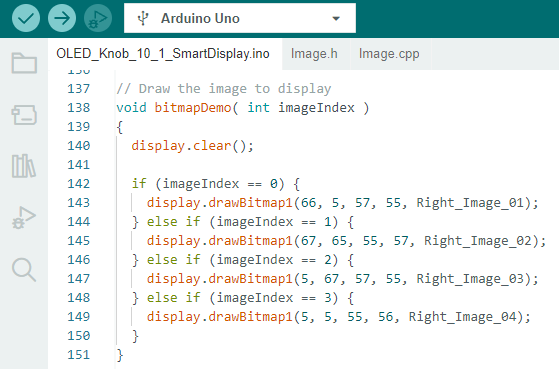 Arduino Uno
OLED_Knob_10_1_SmartDisplay.ino Image.h Image.cpp
136
137 // Draw the image to display
138 void bitmapDemo( int imageIndex )
139 {
140 display.clear();
141
142 if (imageIndex == 0) {
143 display.drawBitmap1(66, 5, 57, 55, Right_Image_01);
144 } else if (imageIndex == 1) {
145 display.drawBitmap1(67, 65, 55, 57, Right_Image_02);
146 } else if (imageIndex == 2) {
147 display.drawBitmap1(5, 67, 57, 55, Right_Image_03);
148 } else if (imageIndex == 3) {
149 display.drawBitmap1(5, 5, 55, 56, Right_Image_04);
150 }
151 }